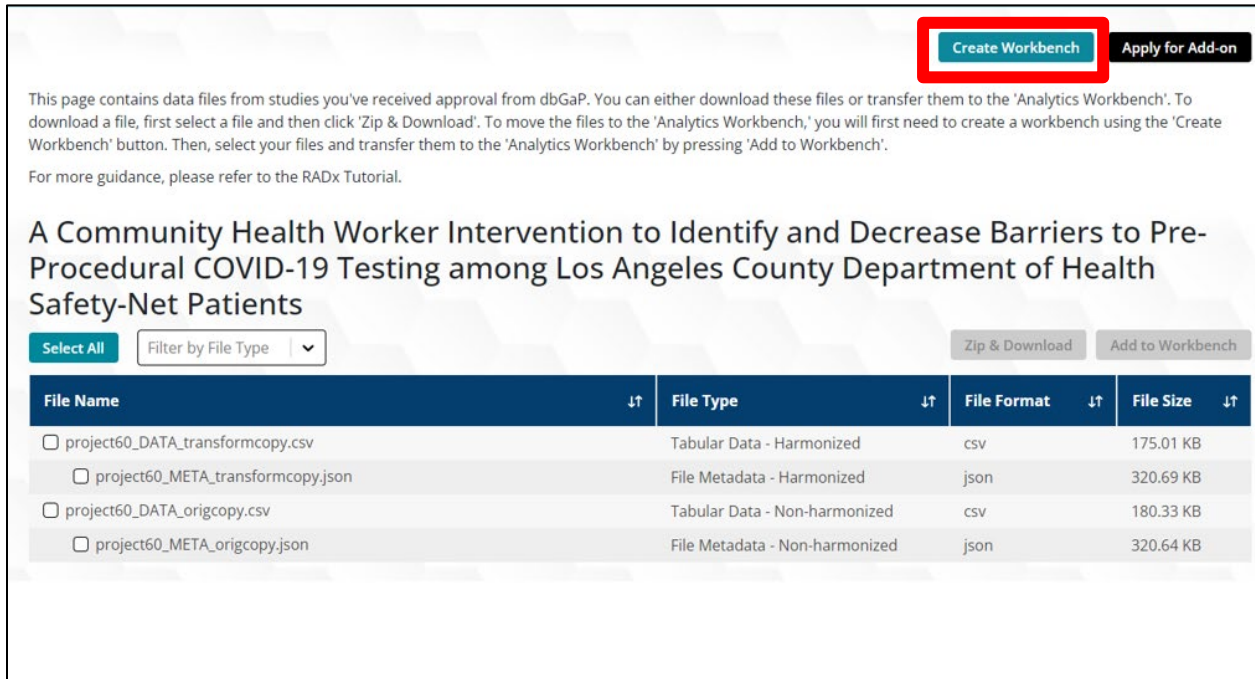 Create Workbench Apply for Add-on
This page contains data files from studies you've received approval from dbGaP. You can either download these files or transfer them to the 'Analytics Workbench'. To
download a file, first select a file and then click 'Zip & Download'. To move the files to the 'Analytics Workbench,' you will first need to create a workbench using the 'Create
Workbench' button. Then, select your files and transfer them to the 'Analytics Workbench' by pressing 'Add to Workbench'.
For more guidance, please refer to the RADx Tutorial.
A Community Health Worker Intervention to Identify and Decrease Barriers to Pre-
Procedural COVID-19 Testing among Los Angeles County Department of Health
Safety-Net Patients
Select All Filter by File Type Zip & Download Add to Workbench
File Name File Type File Format File Size
project60_DATA_transformcopy.csv Tabular Data - Harmonized csv 175.01 KB
project60_META_transformcopy.json File Metadata - Harmonized json 320.69 KB
project60_DATA_origcopy.csv Tabular Data - Non-harmonized csv 180.33 KB
project60_META_origcopy.json File Metadata - Non-harmonized json 320.64 KB